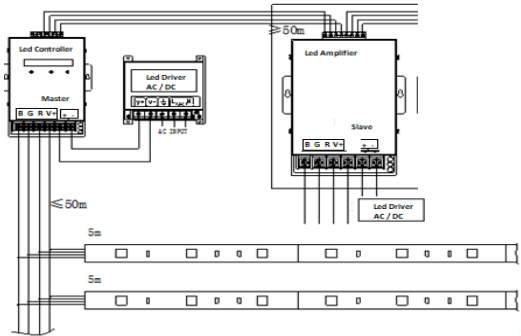 ≥50m
Led Controller
Led Amplifier
Led Driver
AC / DC
Master
V+ V-
AC INPUT
B G R V+ + -
Slave
B G R V+ + -
≤50m
Led Driver
AC / DC
5m
5m